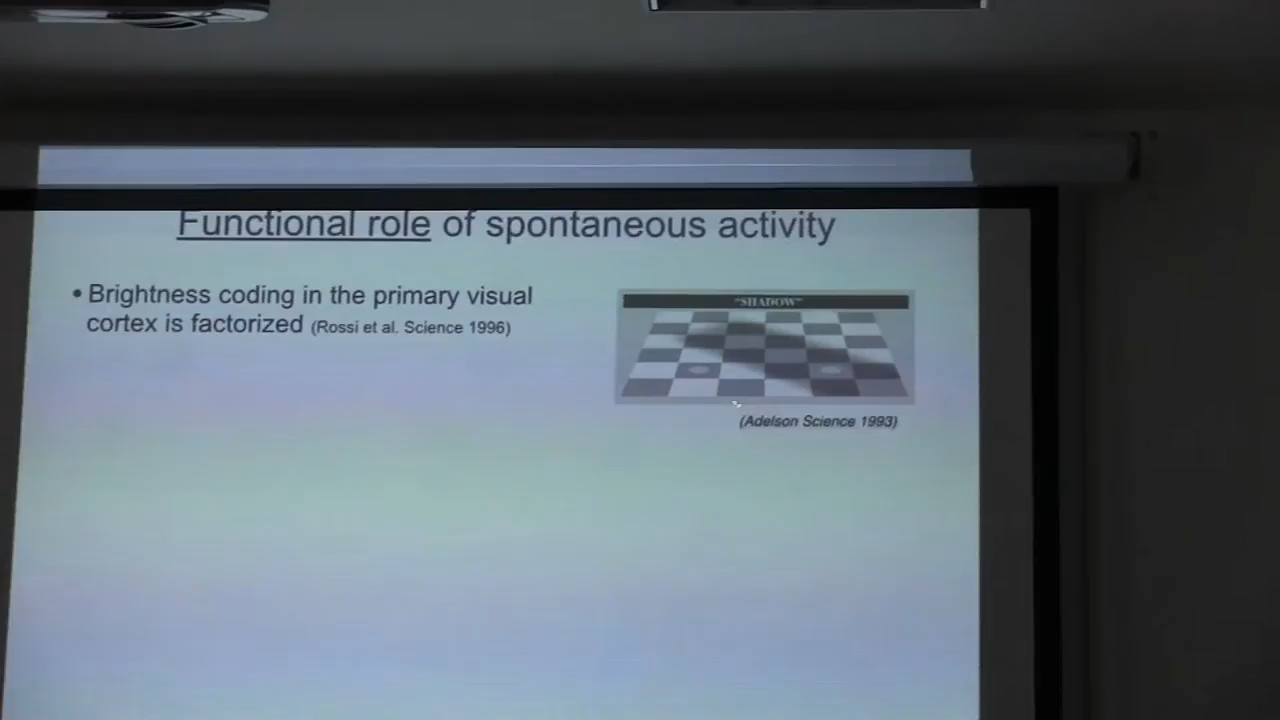 Functional role of spontaneous activity
• Brightness coding in the primary visual
cortex is factorized (Rossi et al. Science 1996)
"SHADOW"
(Adelson Science 1993)